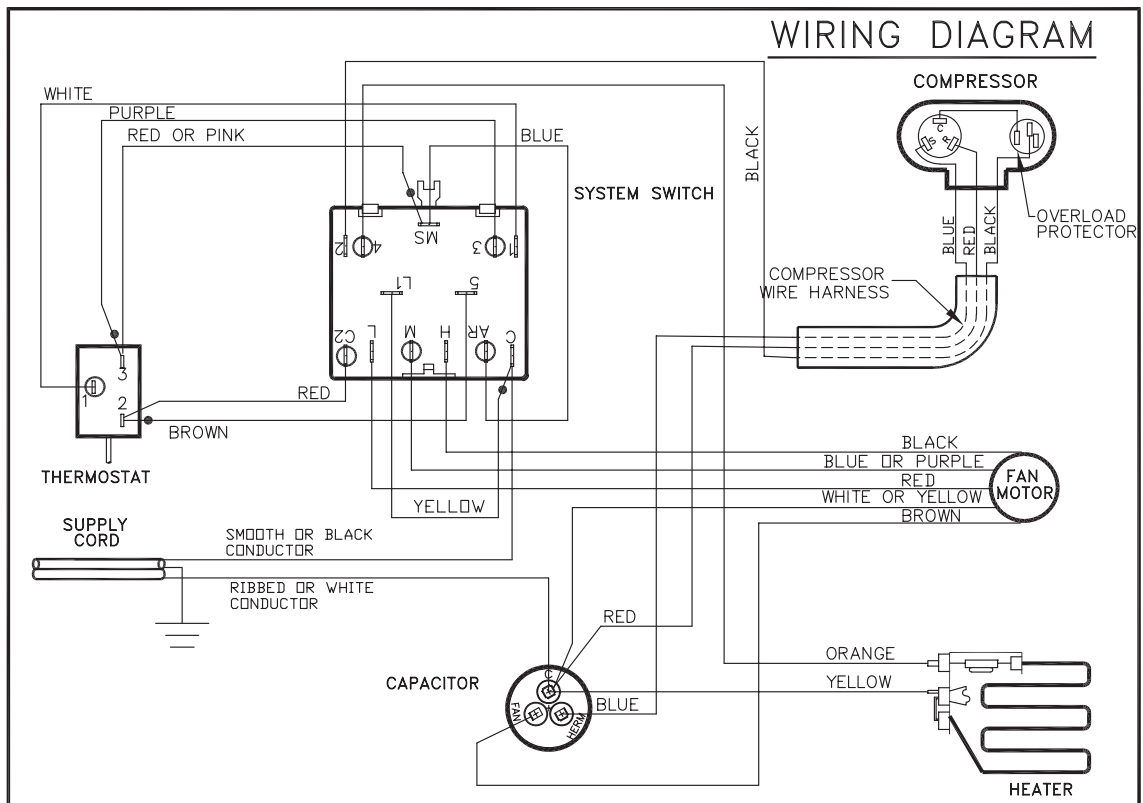 WIRING DIAGRAM
COMPRESSOR
WHITE
PURPLE
RED OR PINK
BLUE
BLACK
SYSTEM SWITCH
C
S
R
OVERLOAD
PROTECTOR
BLUE
RED
BLACK
COMPRESSOR
WIRE HARNESS
MS
2
4
3
1
L1
5
C2
L
M
H
AR
C
3
1
2
RED
BROWN
THERMOSTAT
BLACK
BLUE OR PURPLE
RED
WHITE OR YELLOW
BROWN
FAN
MOTOR
YELLOW
SUPPLY
CORD
SMOOTH OR BLACK
CONDUCTOR
RIBBED OR WHITE
CONDUCTOR
RED
ORANGE
YELLOW
CAPACITOR
C
FAN
HERM
BLUE
HEATER